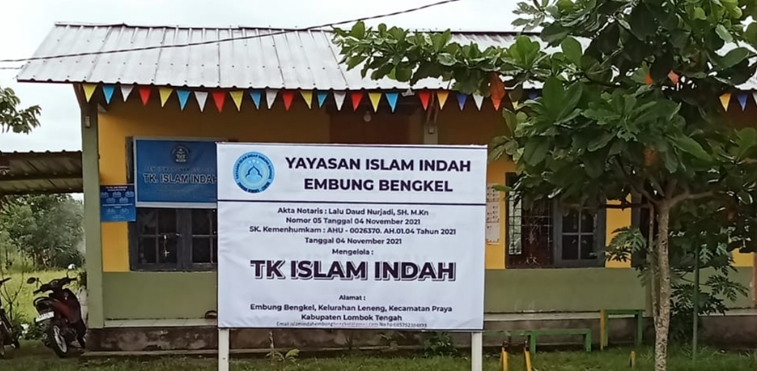 YAYASAN ISLAM INDAH
EMBUNG BENGKEL
Akta Notaris : Lalu Daud Nurjadi, SH, M.Kn
Nomor 05 Tanggal 04 November 2021
SK. Kemenhumkam : AHU - 0026370. AH.01.04 Tahun 2021
Tanggal 04 November 2021
Mengelola :
TK ISLAM INDAH
Alamat :
Embung Bengkel, Kelurahan Leneng, Kecamatan Praya
Kabupaten Lombok Tengah
TK. ISLAM INDAH